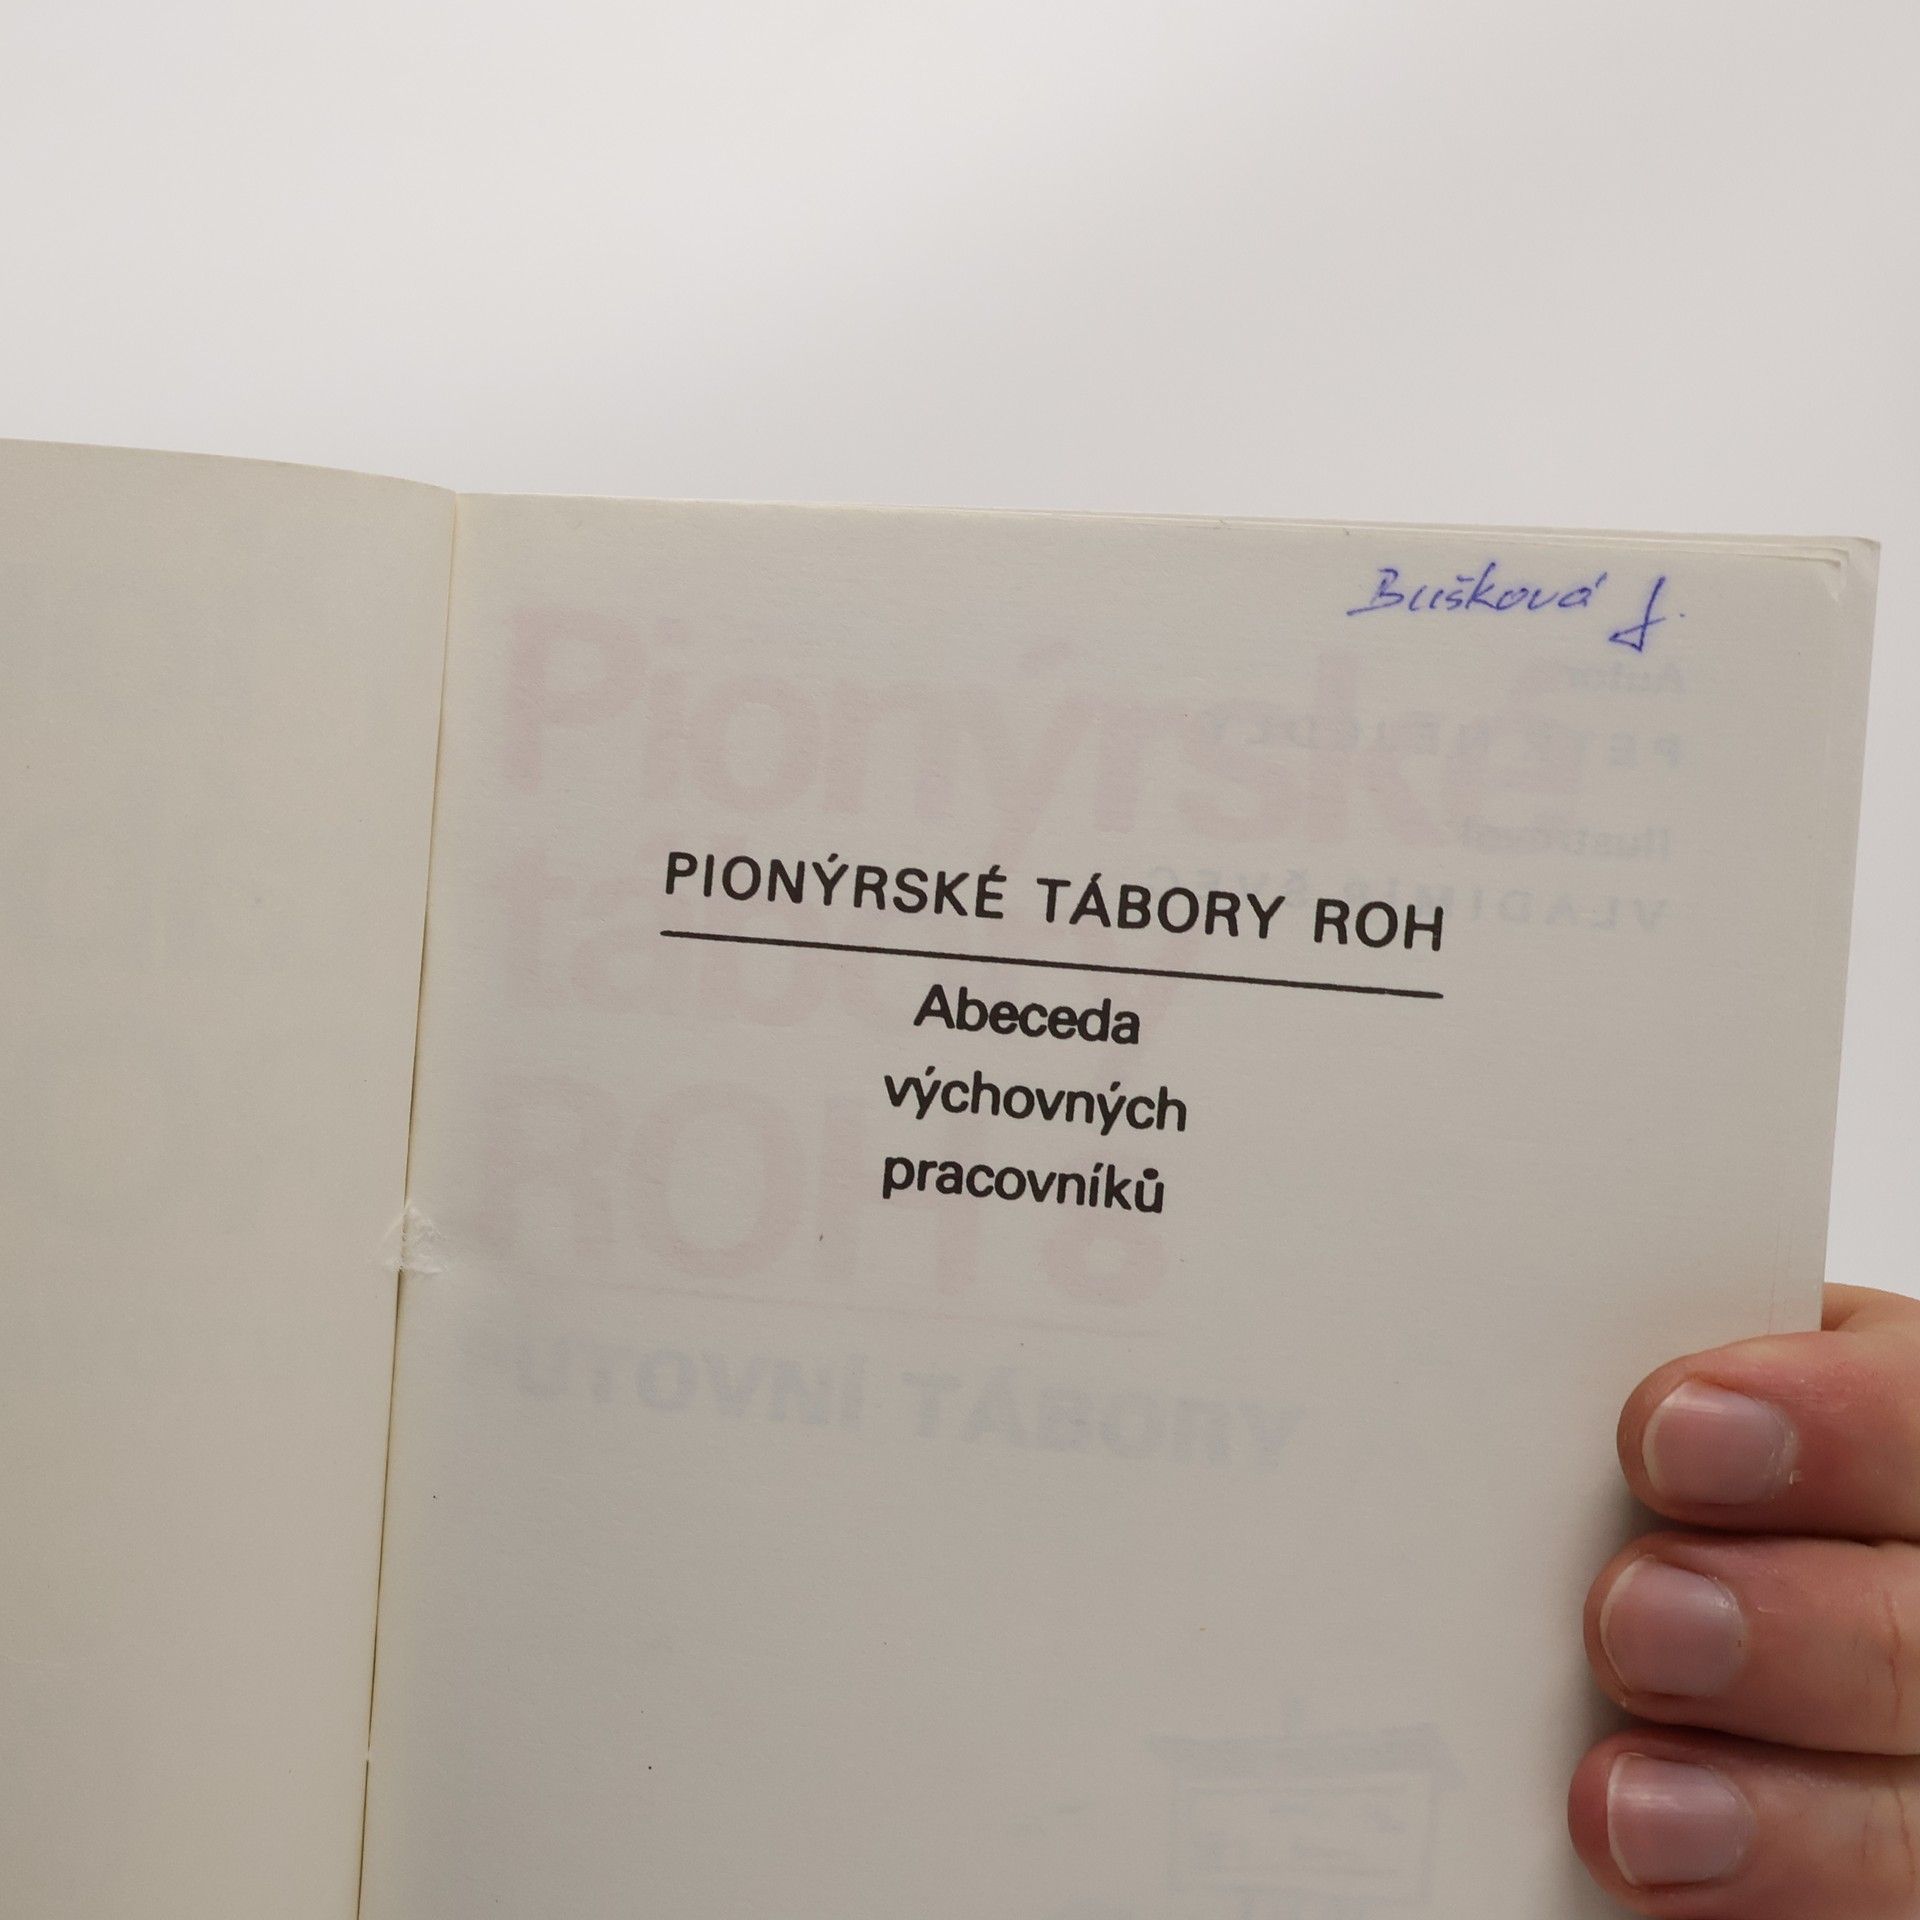 Bušková J.
PIONÝRSKÉ TÁBORY ROH
Abeceda
výchovných
pracovníků